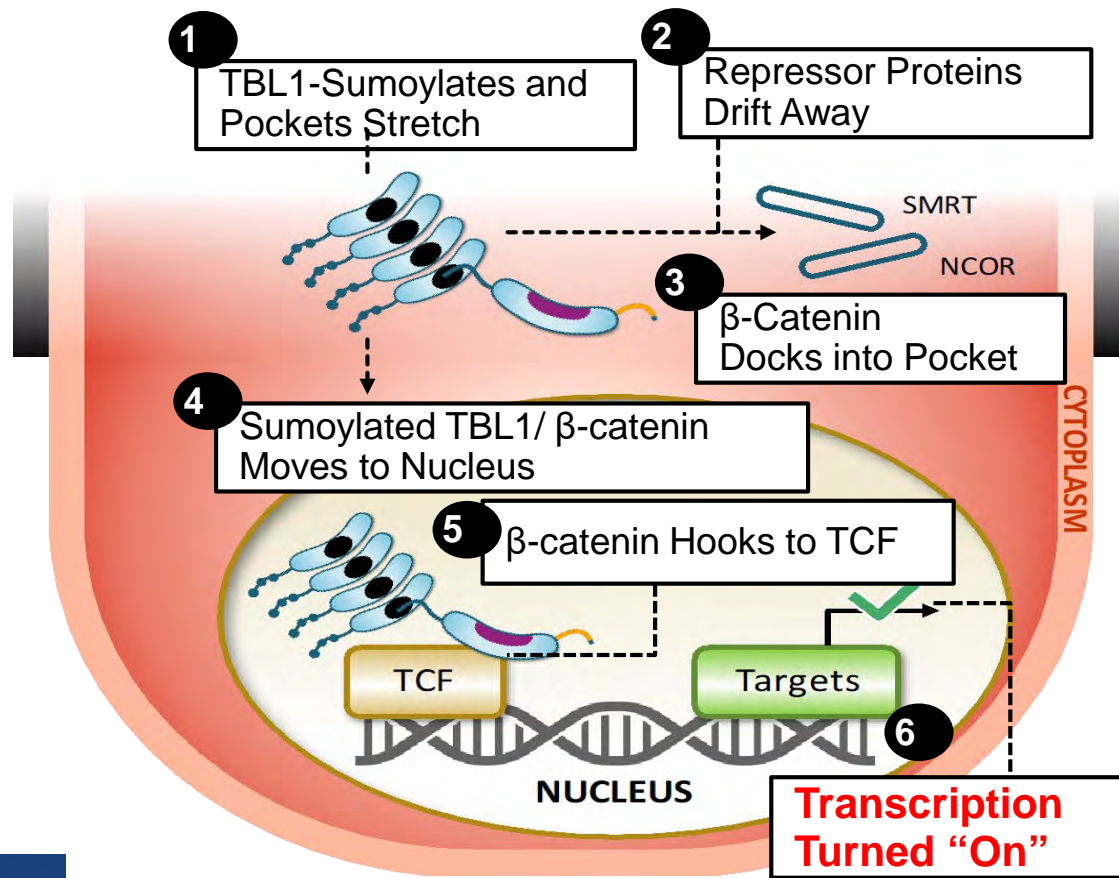 1
TBL1-Sumoylates and
Pockets Stretch
2
Repressor Proteins
Drift Away
SMRT
NCOR
3
β-Catenin
Docks into Pocket
CYTOPLASM
4
Sumoylated TBL1/ β-catenin
Moves to Nucleus
5
β-catenin Hooks to TCF
TCF
Targets
6
NUCLEUS
Transcription
Turned “On”